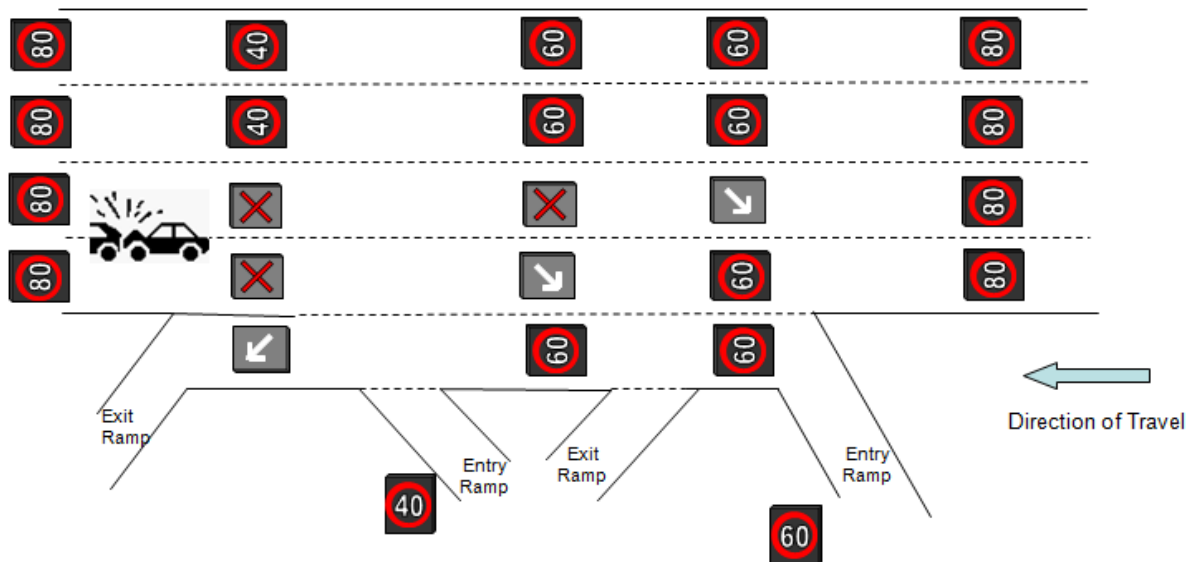 80 40 60 60 80
80 40 60 60 80
80 80
80 60 80
60 60
Direction of Travel
Exit
Ramp
Entry
Ramp
Exit
Ramp
Entry
Ramp
40
60